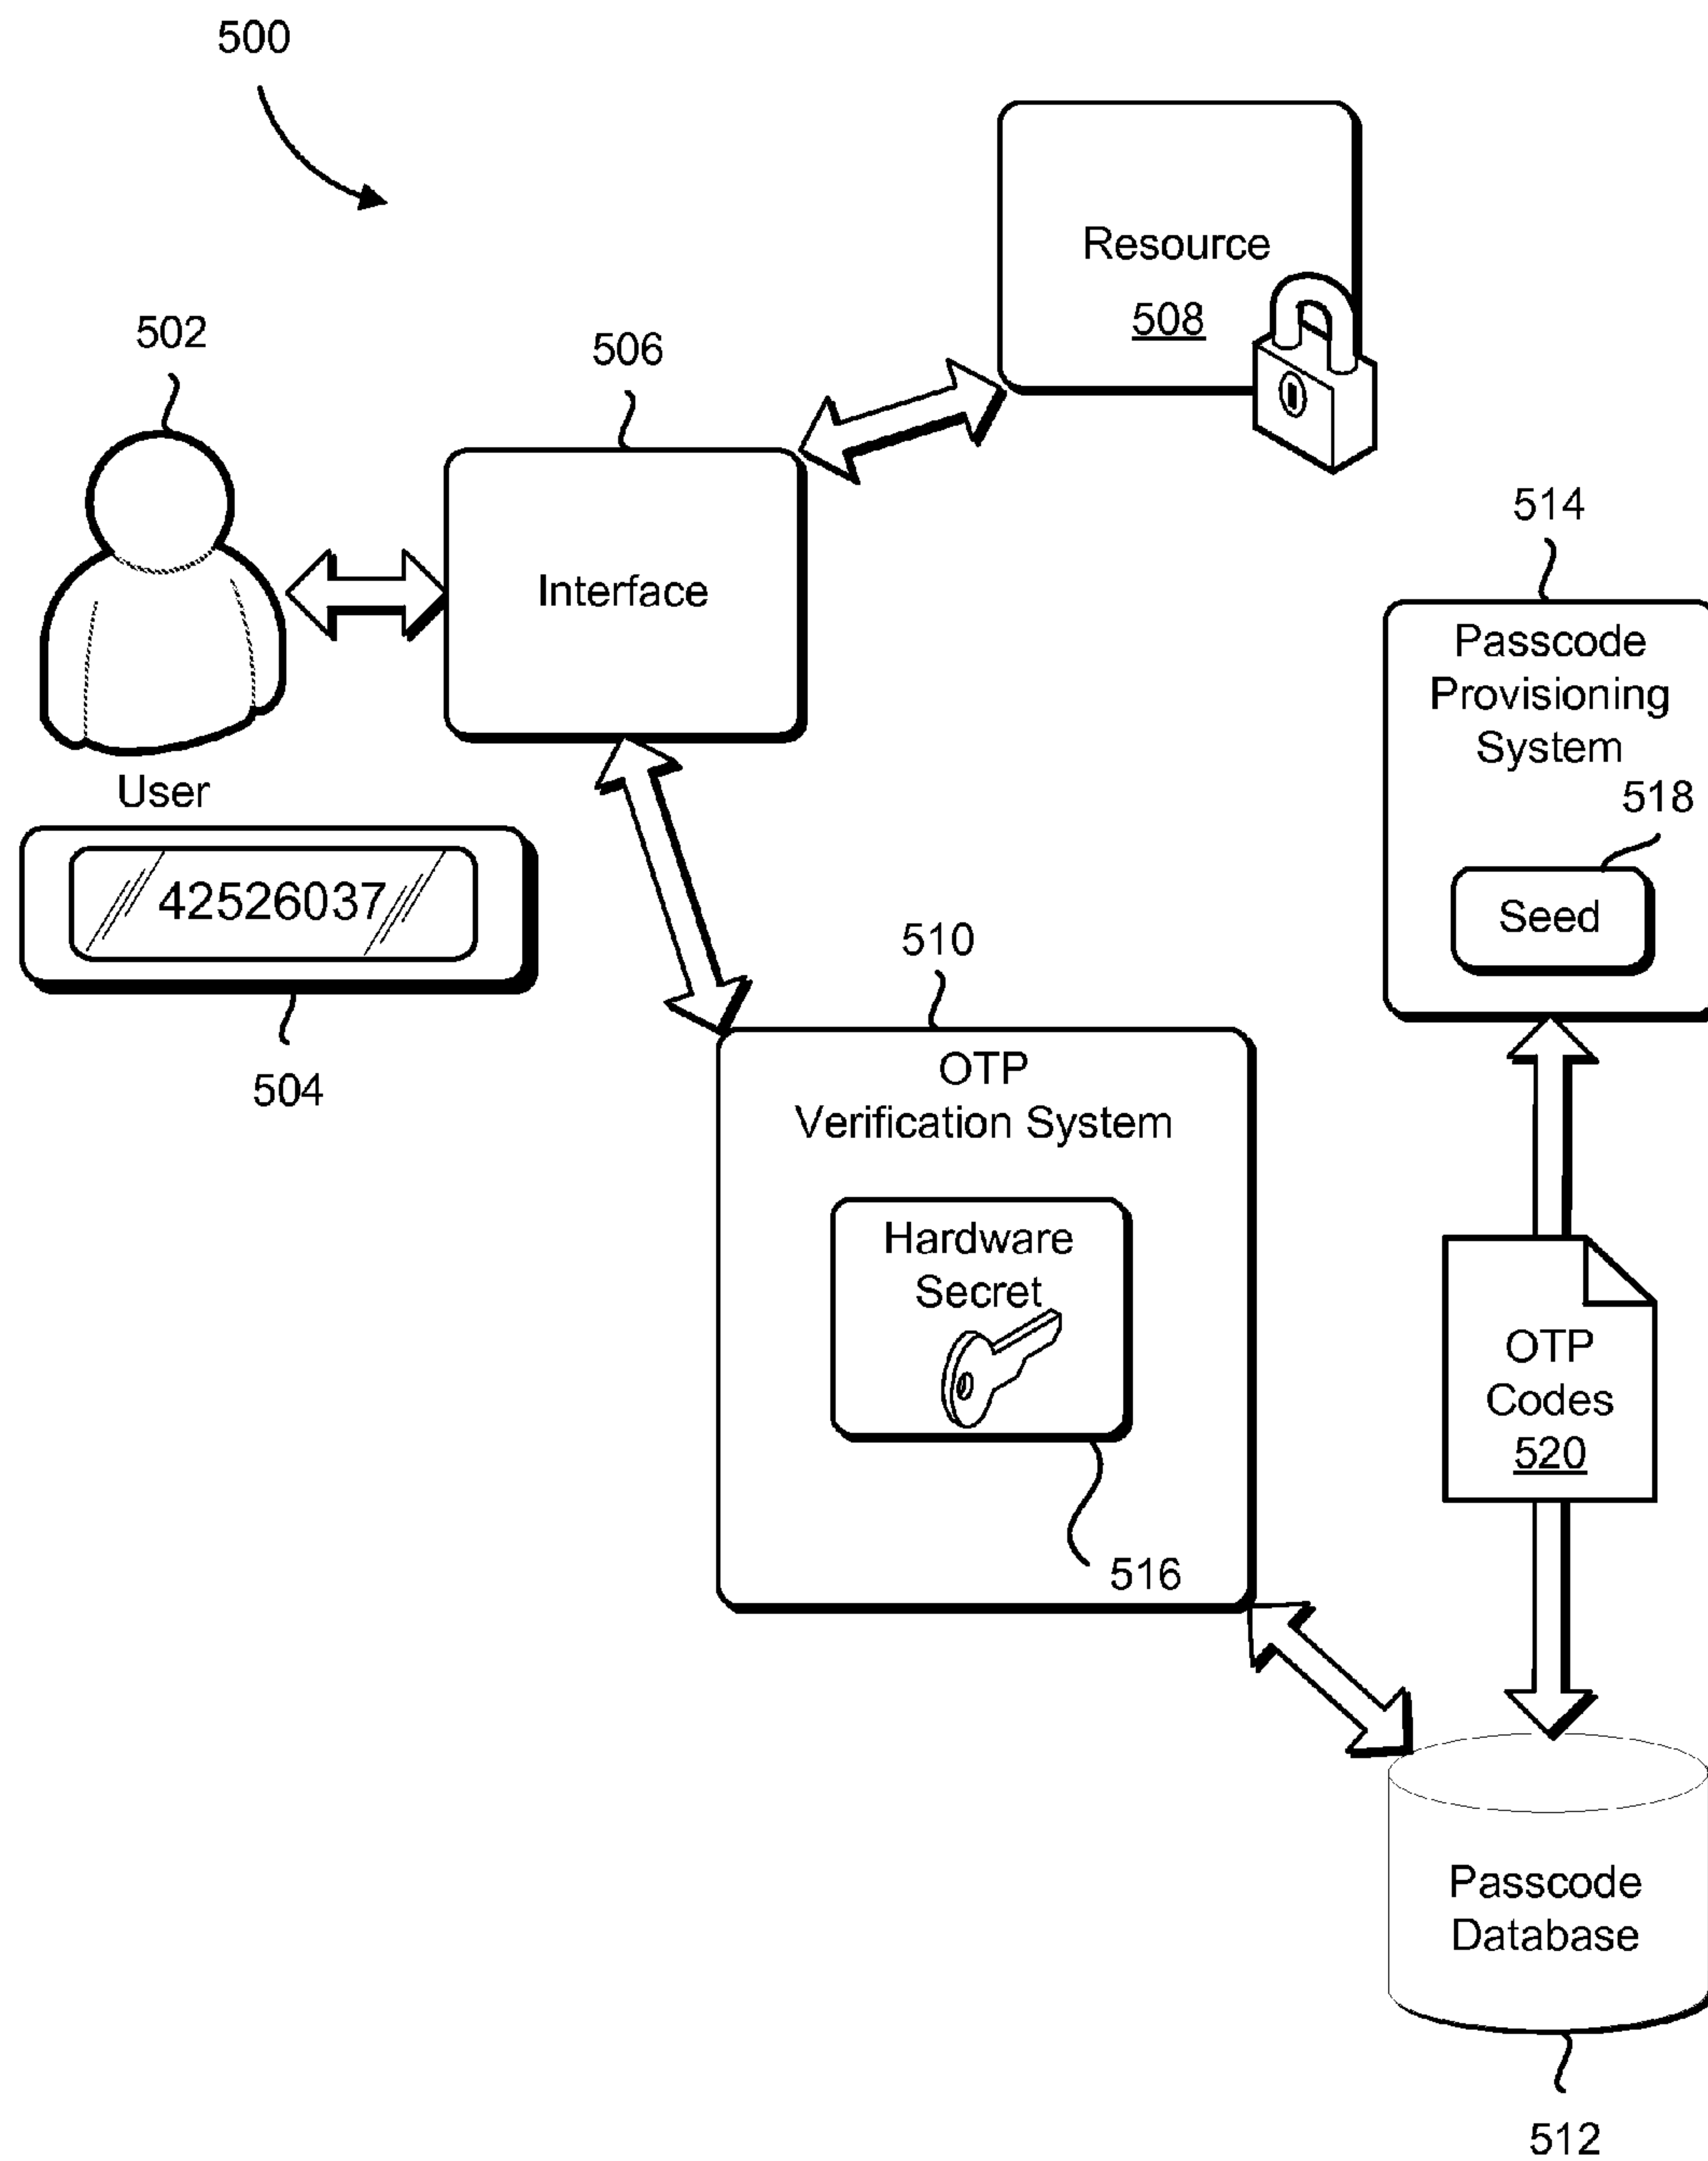 500
Resource
508
502
506
Interface
514
Passcode
Provisioning
System
518
Seed
User
42526037
504
510
OTP
Verification System
Hardware
Secret
516
OTP
Codes
520
Passcode
Database
512